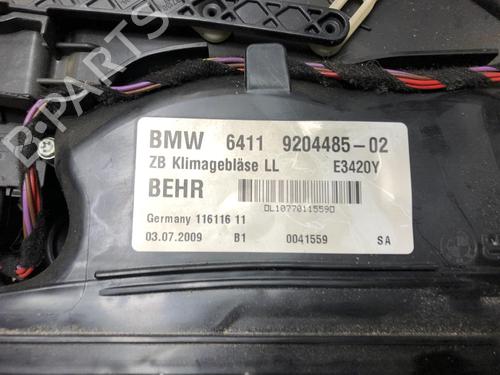 BMW 6411 9204485-02
ZB Klimagebläse LL E3420Y
BEHR
DL10770115590
Germany 116116 11
03.07.2009 B1 0041559 SA
B-PARTS